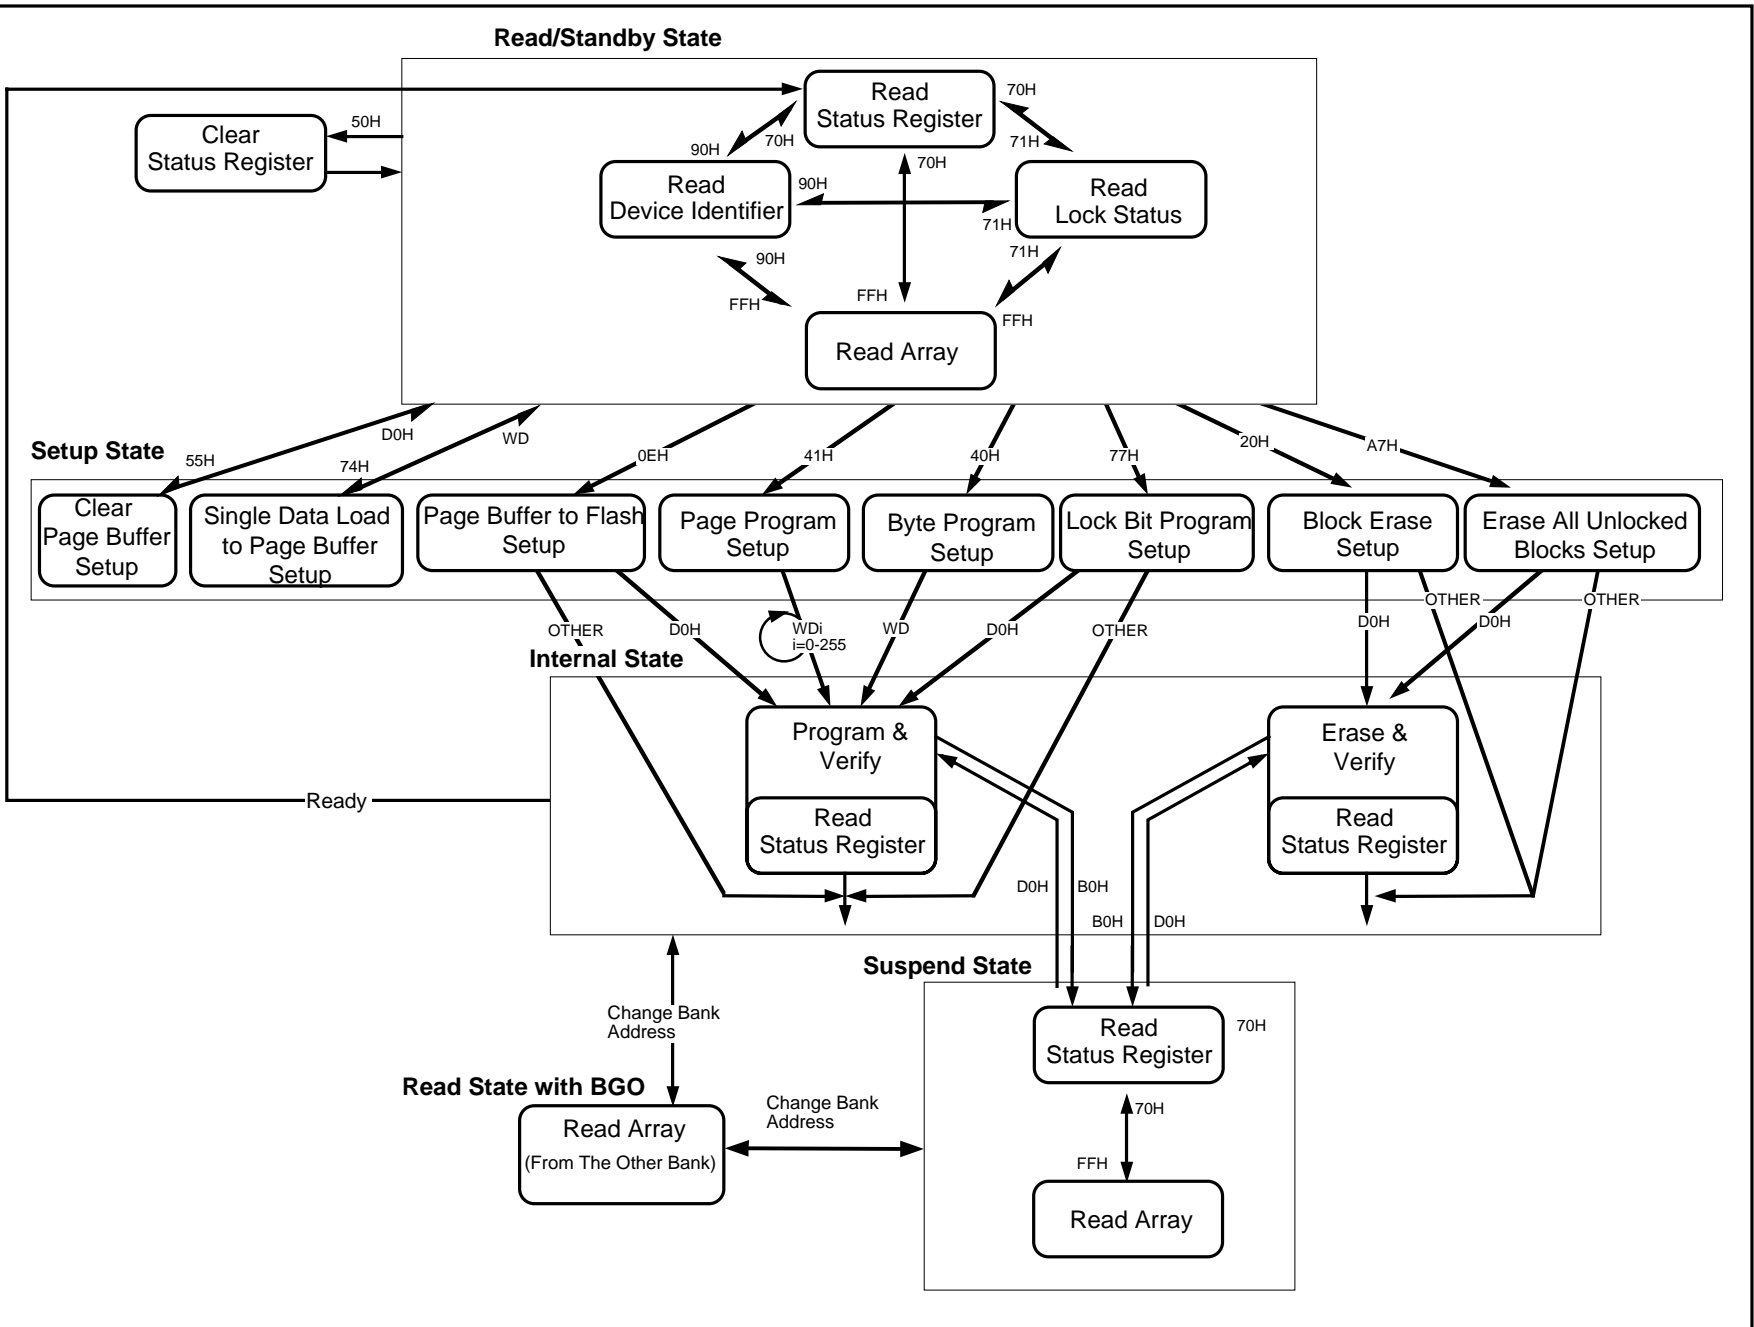 Read/Standby State
Read
Status Register
70H
50H
Clear
Status Register
70H
71H
90H
70H
Read
Device Identifier
90H
71H
Read
Lock Status
90H
71H
FFH
FFH
FFH
Read Array
Setup State
55H
D0H
74H
WD
0EH
41H
40H
77H
20H
A7H
Clear
Page Buffer
Setup
Single Data Load
to Page Buffer
Setup
Page Buffer to Flash
Setup
Page Program
Setup
Byte Program
Setup
Lock Bit Program
Setup
Block Erase
Setup
Erase All Unlocked
Blocks Setup
OTHER
D0H
WDi
i=0-255
WD
D0H
OTHER
D0H
OTHER
D0H
OTHER
Internal State
Program &
Verify
Read
Status Register
Erase &
Verify
Read
Status Register
Ready
D0H
B0H
B0H
D0H
Suspend State
Change Bank
Address
Read
Status Register
70H
Read State with BGO
Read Array
(From The Other Bank)
Change Bank
Address
70H
FFH
Read Array